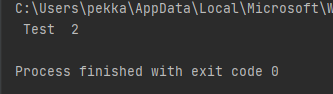 C:\Users\pekka\AppData\Local\Microsoft\W
Test  2
Process finished with exit code 0